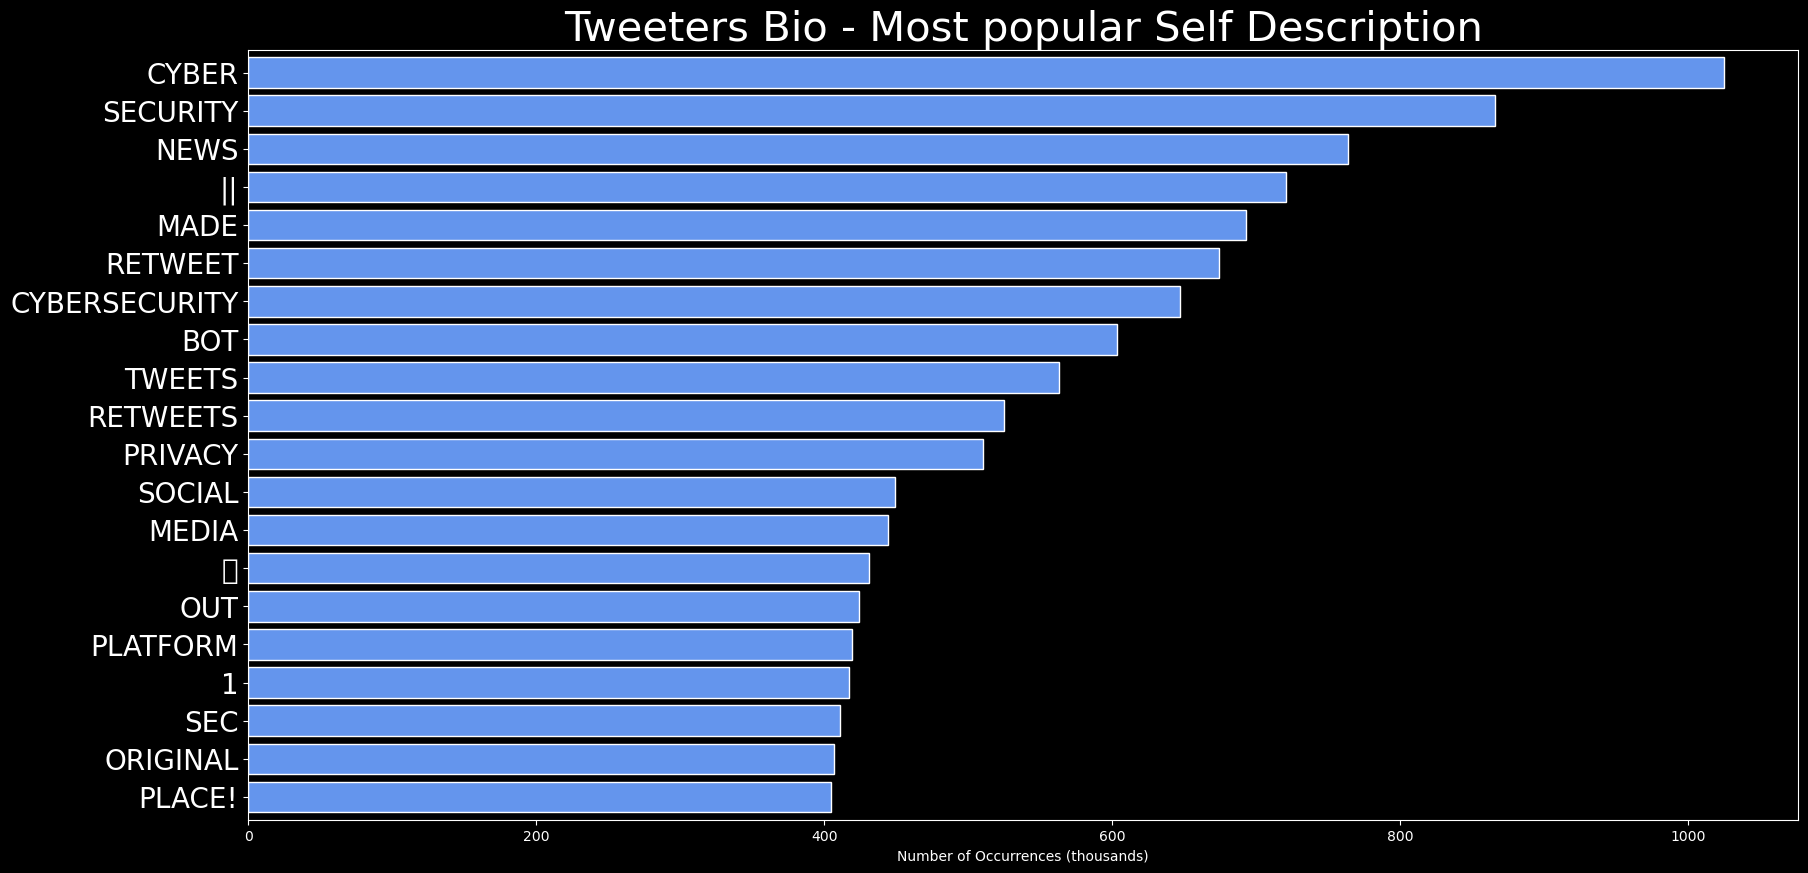 Tweeters Bio - Most popular Self Description
CYBER
SECURITY
NEWS
||
MADE
RETWEET
CYBERSECURITY
BOT
TWEETS
RETWEETS
PRIVACY
SOCIAL
MEDIA
OUT
PLATFORM
1
SEC
ORIGINAL
PLACE!
0 200 400 600 800 1000
Number of Occurrences (thousands)